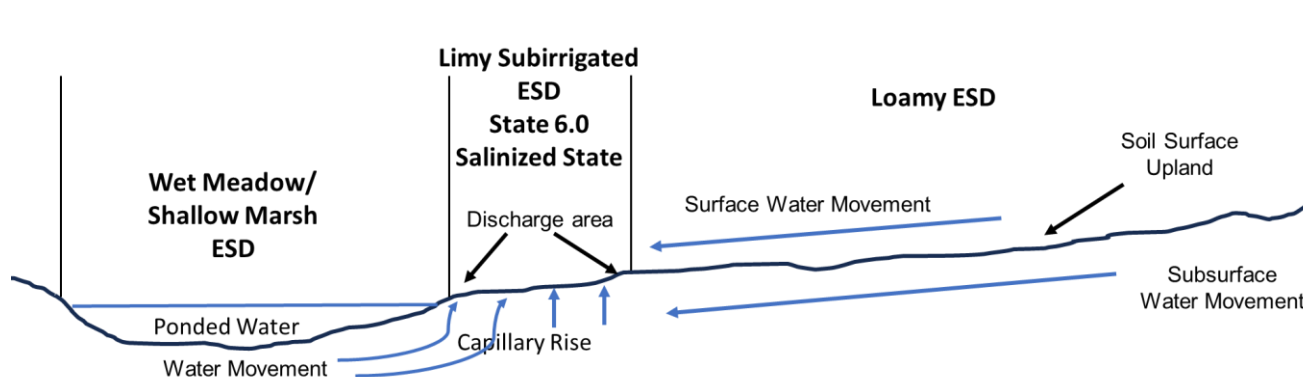 Limy Subirrigated
ESD
State 6.0
Salinized State
Loamy ESD
Soil Surface
Upland
Wet Meadow/
Shallow Marsh
ESD
Discharge area
Surface Water Movement
Subsurface
Water Movement
Ponded Water
Capillary Rise
Water Movement